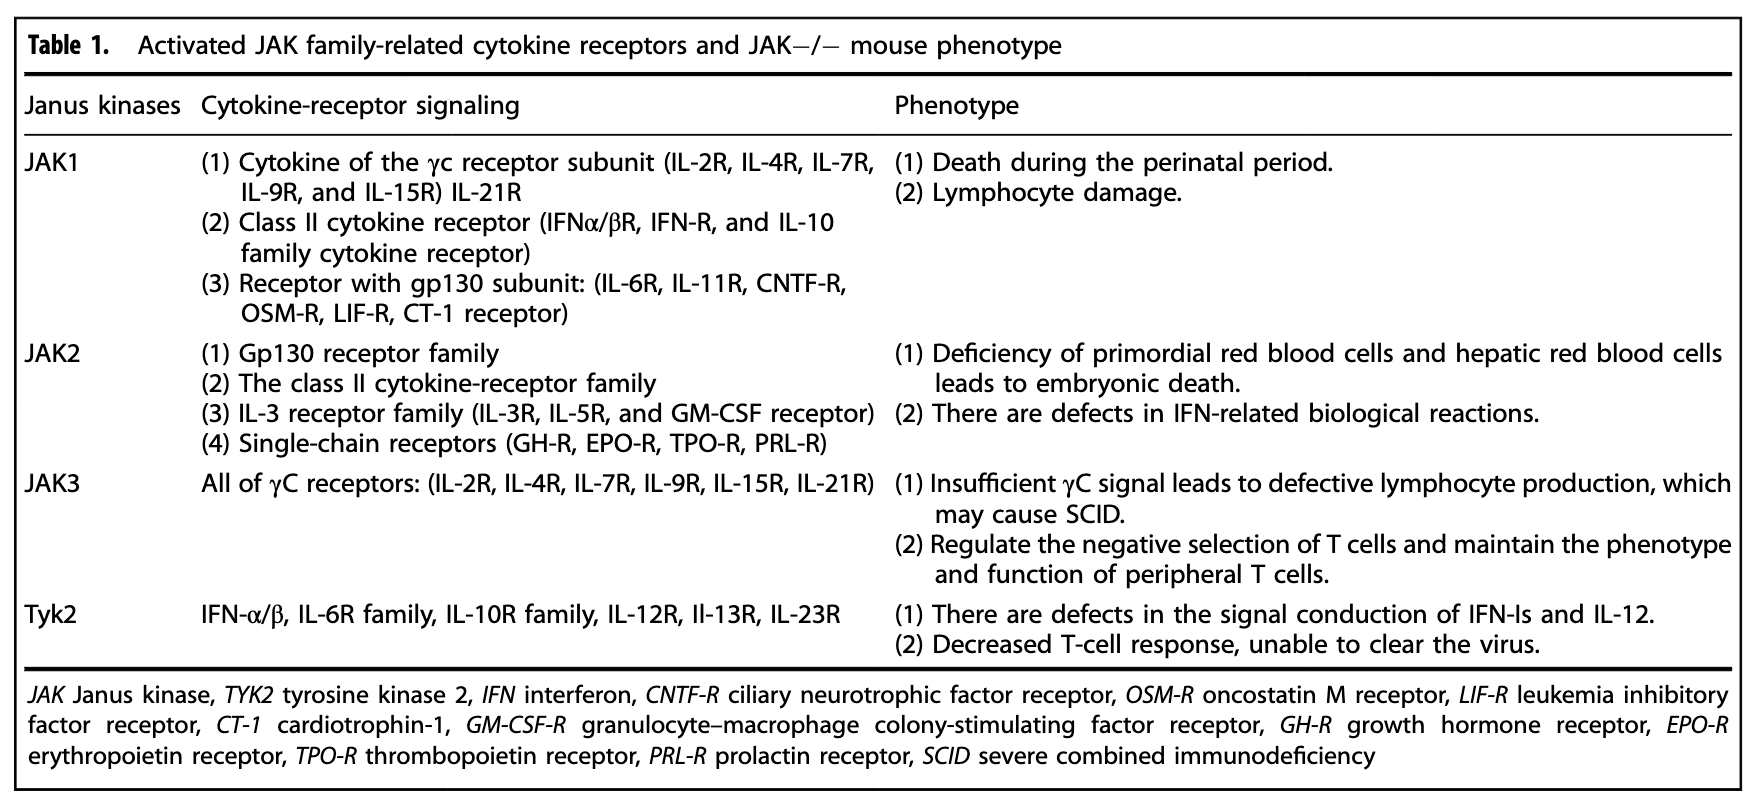 Table 1. Activated JAK family-related cytokine receptors and JAK−/− mouse phenotype
Janus kinases Cytokine-receptor signaling Phenotype
JAK1 (1) Cytokine of the γc receptor subunit (IL-2R, IL-4R, IL-7R, (1) Death during the perinatal period.
IL-9R, and IL-15R) IL-21R (2) Lymphocyte damage.
(2) Class II cytokine receptor (IFNα/βR, IFN-R, and IL-10
family cytokine receptor)
(3) Receptor with gp130 subunit: (IL-6R, IL-11R, CNTF-R,
OSM-R, LIF-R, CT-1 receptor)
JAK2 (1) Gp130 receptor family (1) Deficiency of primordial red blood cells and hepatic red blood cells
(2) The class II cytokine-receptor family leads to embryonic death.
(3) IL-3 receptor family (IL-3R, IL-5R, and GM-CSF receptor) (2) There are defects in IFN-related biological reactions.
(4) Single-chain receptors (GH-R, EPO-R, TPO-R, PRL-R)
JAK3 All of γC receptors: (IL-2R, IL-4R, IL-7R, IL-9R, IL-15R, IL-21R) (1) Insufficient γC signal leads to defective lymphocyte production, which
may cause SCID.
(2) Regulate the negative selection of T cells and maintain the phenotype
and function of peripheral T cells.
Tyk2 IFN-α/β, IL-6R family, IL-10R family, IL-12R, Il-13R, IL-23R (1) There are defects in the signal conduction of IFN-Is and IL-12.
(2) Decreased T-cell response, unable to clear the virus.
JAK Janus kinase, TYK2 tyrosine kinase 2, IFN interferon, CNTF-R ciliary neurotrophic factor receptor, OSM-R oncostatin M receptor, LIF-R leukemia inhibitory
factor receptor, CT-1 cardiotrophin-1, GM-CSF-R granulocyte–macrophage colony-stimulating factor receptor, GH-R growth hormone receptor, EPO-R
erythropoietin receptor, TPO-R thrombopoietin receptor, PRL-R prolactin receptor, SCID severe combined immunodeficiency